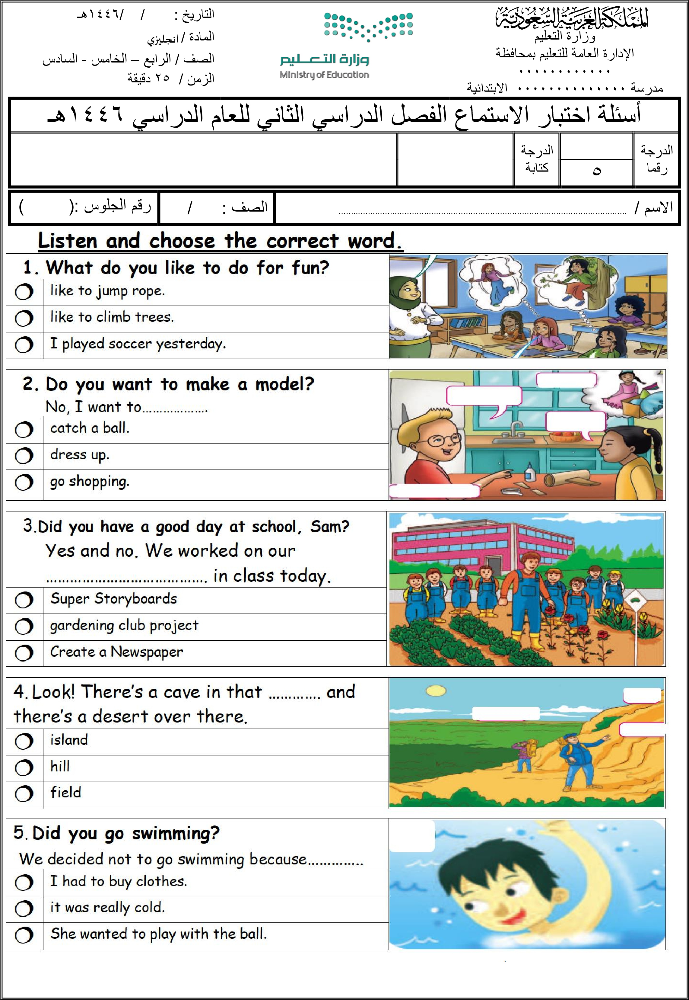 المملكة العربية السعودية
وزارة التعليم
الإدارة العامة للتعليم بمحافظة
............
مدرسة .............. الابتدائية
وزارة التعليم
Ministry of Education
التاريخ : / /١٤٤٦هـ
المادة / انجليزي
الصف / الرابع – الخامس - السادس
الزمن / ٢٥ دقيقة
أسئلة اختبار الاستماع الفصل الدراسي الثاني للعام الدراسي ١٤٤٦هـ
الدرجة رقما
٥
الدرجة كتابة
الاسم / ........................................
الصف : /
رقم الجلوس :( )
Listen and choose the correct word.
1. What do you like to do for fun?
like to jump rope.
like to climb trees.
I played soccer yesterday.
2. Do you want to make a model?
No, I want to..................
catch a ball.
dress up.
go shopping.
3.Did you have a good day at school, Sam?
Yes and no. We worked on our
........................................ in class today.
Super Storyboards
gardening club project
Create a Newspaper
4. Look! There's a cave in that ............. and
there's a desert over there.
island
hill
field
5. Did you go swimming?
We decided not to go swimming because..............
I had to buy clothes.
it was really cold.
She wanted to play with the ball.